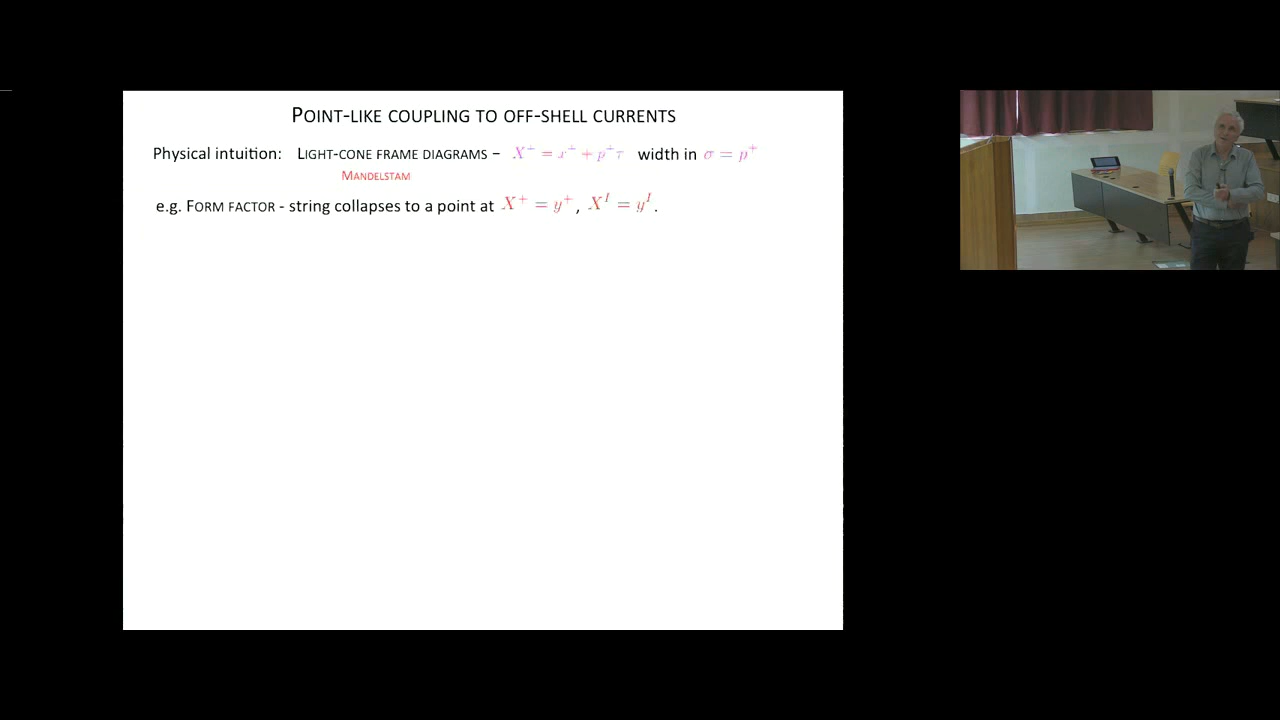 POINT-LIKE COUPLING TO OFF-SHELL CURRENTS
Physical intuition: LIGHT-CONE FRAME DIAGRAMS – X⁺ = x⁺ + p⁺τ width in σ = p⁺
MANDELSTAM
e.g. FORM FACTOR - string collapses to a point at X⁺ = y⁺, Xᴵ = yᴵ.